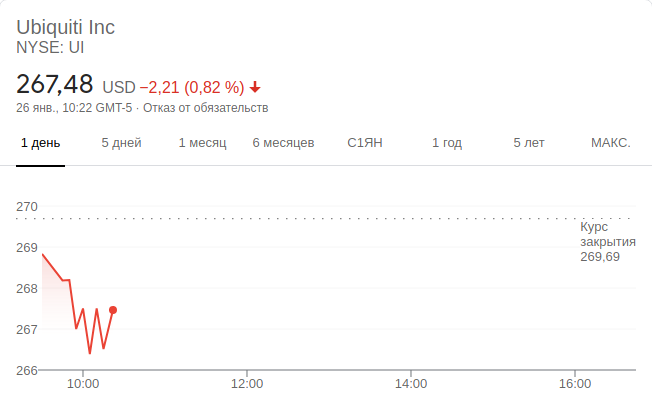 Ubiquiti Inc
NYSE: UI
267,48 USD −2,21 (0,82 %)
26 янв., 10:22 GMT-5 · Отказ от обязательств
1 день 5 дней 1 месяц 6 месяцев С1ЯН 1 год 5 лет МАКС.
270
Курс
закрытия
269,69
269
268
267
266
10:00 12:00 14:00 16:00